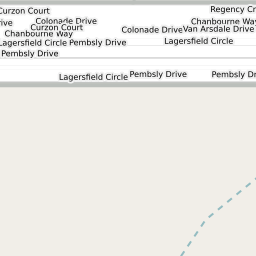 Curzon Court
Regency Cr
rive
Colonade Drive
Chanbourne Way
Curzon Court
Colonade Drive
Van Arsdale Drive
Chanbourne Way
Lagersfield Circle
Pembsly Drive
Lagersfield Circle
Pembsly Drive
Lagersfield Circle
Pembsly Drive
Pembsly Dr